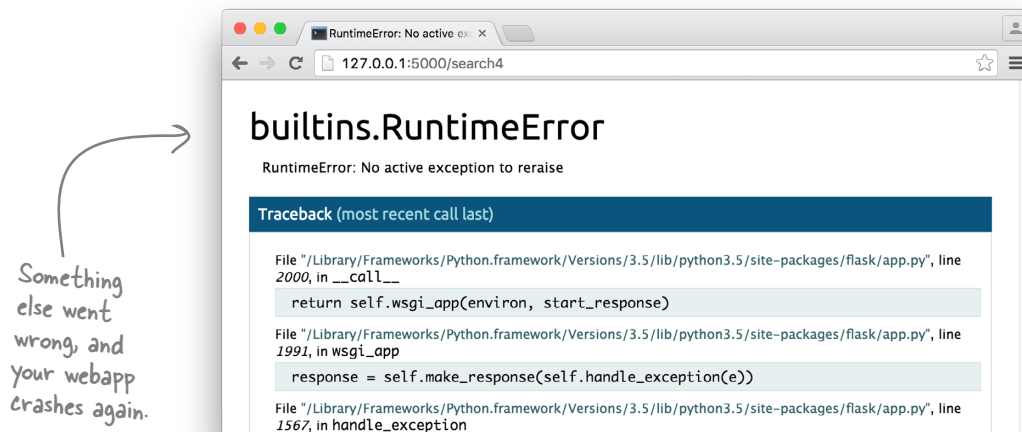 RuntimeError: No active exc
127.0.0.1:5000/search4
builtins.RuntimeError
RuntimeError: No active exception to reraise
Traceback (most recent call last)
File "/Library/Frameworks/Python.framework/Versions/3.5/lib/python3.5/site-packages/flask/app.py", line
2000, in __call__
return self.wsgi_app(environ, start_response)
File "/Library/Frameworks/Python.framework/Versions/3.5/lib/python3.5/site-packages/flask/app.py", line
1991, in wsgi_app
response = self.make_response(self.handle_exception(e))
File "/Library/Frameworks/Python.framework/Versions/3.5/lib/python3.5/site-packages/flask/app.py", line
1567, in handle_exception
Something
else went
wrong, and
your webapp
crashes again.